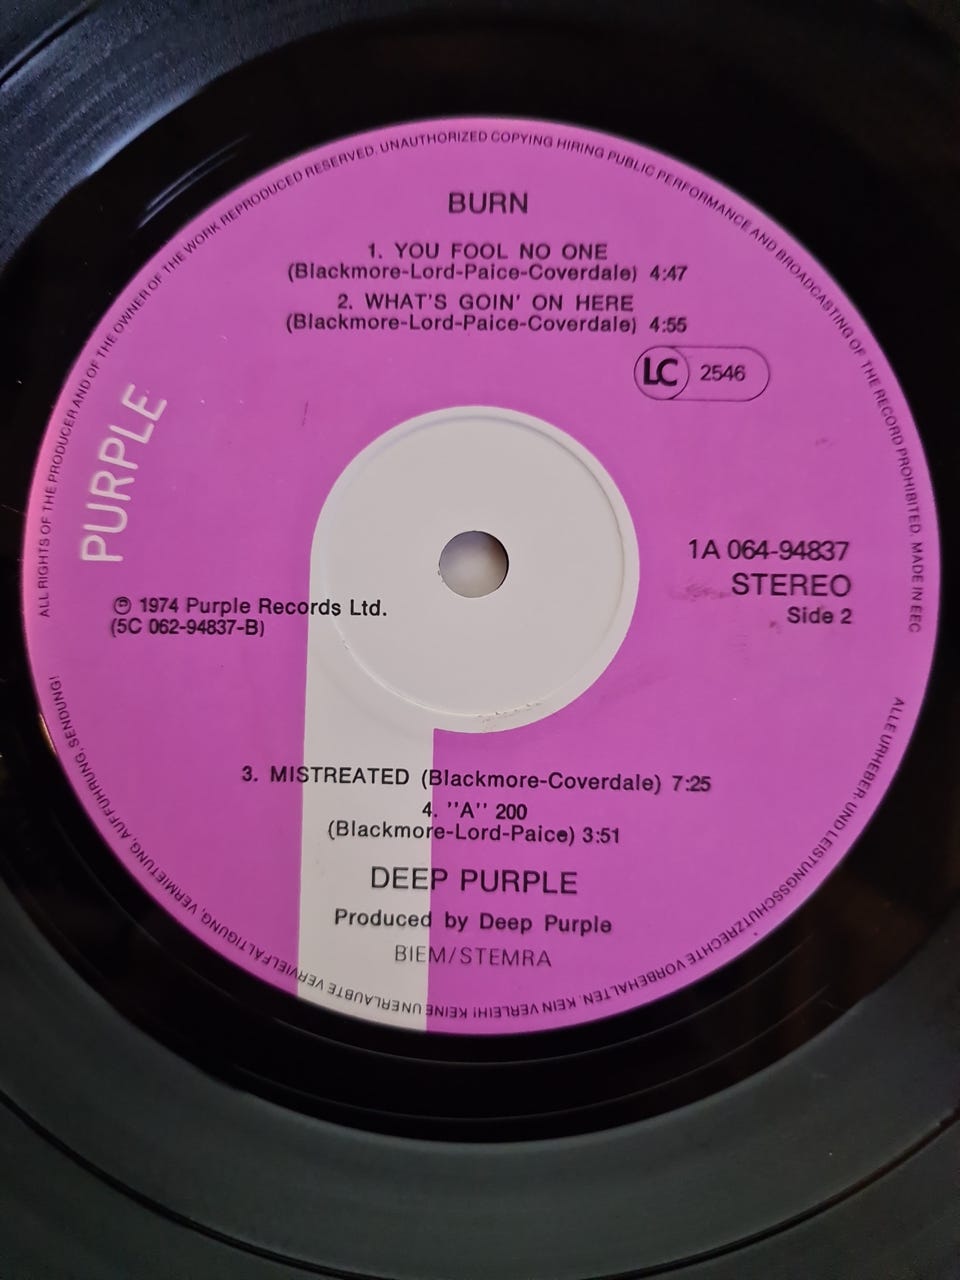 ALL RIGHTS OF THE PRODUCER AND OF THE OWNER OF THE WORK REPRODUCED RESERVED. UNAUTHORIZED COPYING HIRING PUBLIC PERFORMANCE AND BROADCASTING OF THE RECORD PROHIBITED. MADE IN EEC
BURN
1. YOU FOOL NO ONE
(Blackmore-Lord-Paice-Coverdale) 4:47
2. WHAT'S GOIN' ON HERE
(Blackmore-Lord-Paice-Coverdale) 4:55
LC 2546
PURPLE
1A 064-94837
STEREO
Side 2
℗ 1974 Purple Records Ltd.
(5C 062-94837-B)
3. MISTREATED (Blackmore-Coverdale) 7:25
4. ''A'' 200
(Blackmore-Lord-Paice) 3:51
DEEP PURPLE
Produced by Deep Purple
BIEM/STEMRA
ALLE URHEBER- UND LEISTUNGSSCHUTZRECHTE VORBEHALTEN. KEIN VERLEIH! KEINE UNERLAUBTE VERVIELFÄLTIGUNG, VERMIETUNG, AUFFÜHRUNG, SENDUNG!